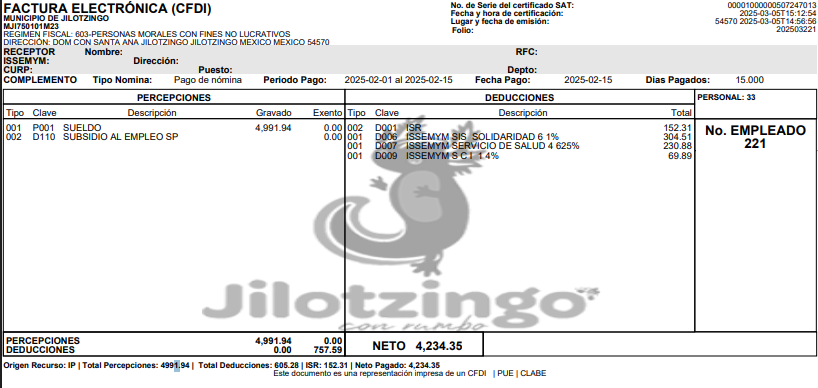 FACTURA ELECTRÓNICA (CFDI)
MUNICIPIO DE JILOTZINGO
MJI750101M23
REGIMEN FISCAL: 603-PERSONAS MORALES CON FINES NO LUCRATIVOS
DIRECCIÓN: DOM CON SANTA ANA JILOTZINGO JILOTZINGO MEXICO MEXICO 54570
No. de Serie del certificado SAT: 00001000000507247013
Fecha y hora de certificación: 2025-03-05T15:12:54
Lugar y fecha de emisión: 54570 2025-03-05T14:56:56
Folio: 202503221
RECEPTOR Nombre: RFC:
ISSEMYM: Dirección:
CURP: Puesto: Depto:
COMPLEMENTO Tipo Nomina: Pago de nómina Periodo Pago: 2025-02-01 al 2025-02-15 Fecha Pago: 2025-02-15 Dias Pagados: 15.000
PERCEPCIONES
Tipo Clave Descripción Gravado Exento
001 P001 SUELDO 4,991.94 0.00
002 D110 SUBSIDIO AL EMPLEO SP 0.00
DEDUCCIONES
Tipo Clave Descripción Total
002 D001 ISR 152.31
001 D006 ISSEMYM SIS SOLIDARIDAD 6 1% 304.51
001 D007 ISSEMYM SERVICIO DE SALUD 4 625% 230.88
001 D009 ISSEMYM S C I 1.4% 69.89
PERSONAL: 33
No. EMPLEADO
221
Jilotzingo
con rumbo
PERCEPCIONES 4,991.94 0.00
DEDUCCIONES 0.00 757.59
NETO 4,234.35
Origen Recurso: IP | Total Percepciones: 4991.94 | Total Deducciones: 605.28 | ISR: 152.31 | Neto Pagado: 4,234.35
Este documento es una representación impresa de un CFDI | PUE | CLABE